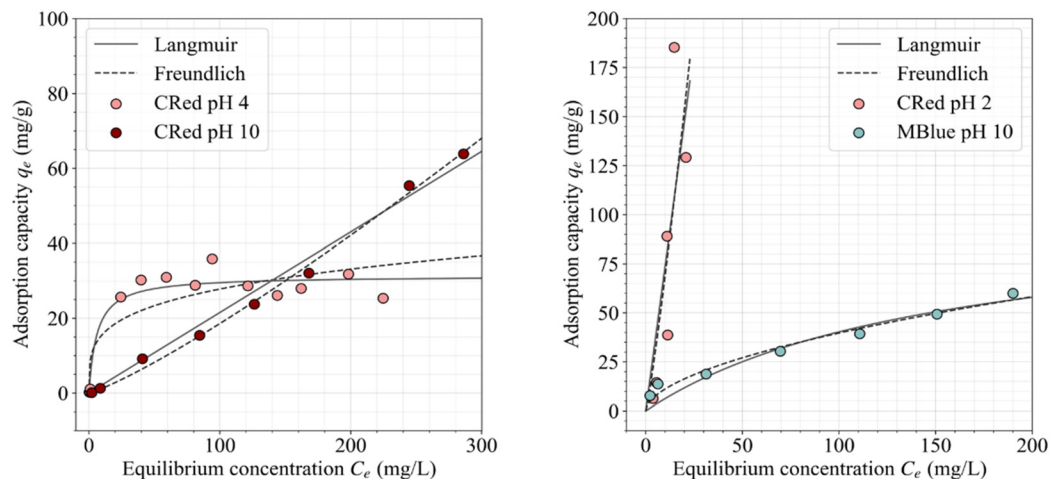 100
80
60
40
20
0
Adsorption capacity qₑ (mg/g)
Langmuir
Freundlich
CRed pH 4
CRed pH 10
0 100 200 300
Equilibrium concentration Cₑ (mg/L)
200
175
150
125
100
75
50
25
0
Adsorption capacity qₑ (mg/g)
Langmuir
Freundlich
CRed pH 2
MBlue pH 10
0 50 100 150 200
Equilibrium concentration Cₑ (mg/L)